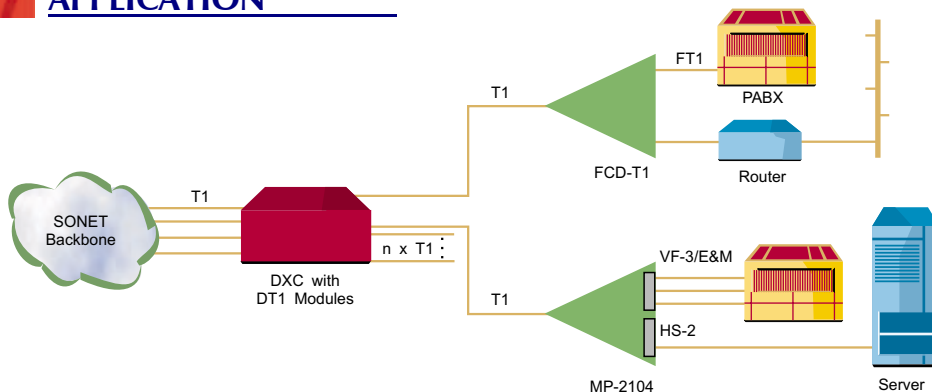 APPLICATION
FT1
T1
PABX
FCD-T1
Router
T1
SONET
Backbone
n x T1
VF-3/E&M
DXC with
DT1 Modules
T1
HS-2
MP-2104
Server